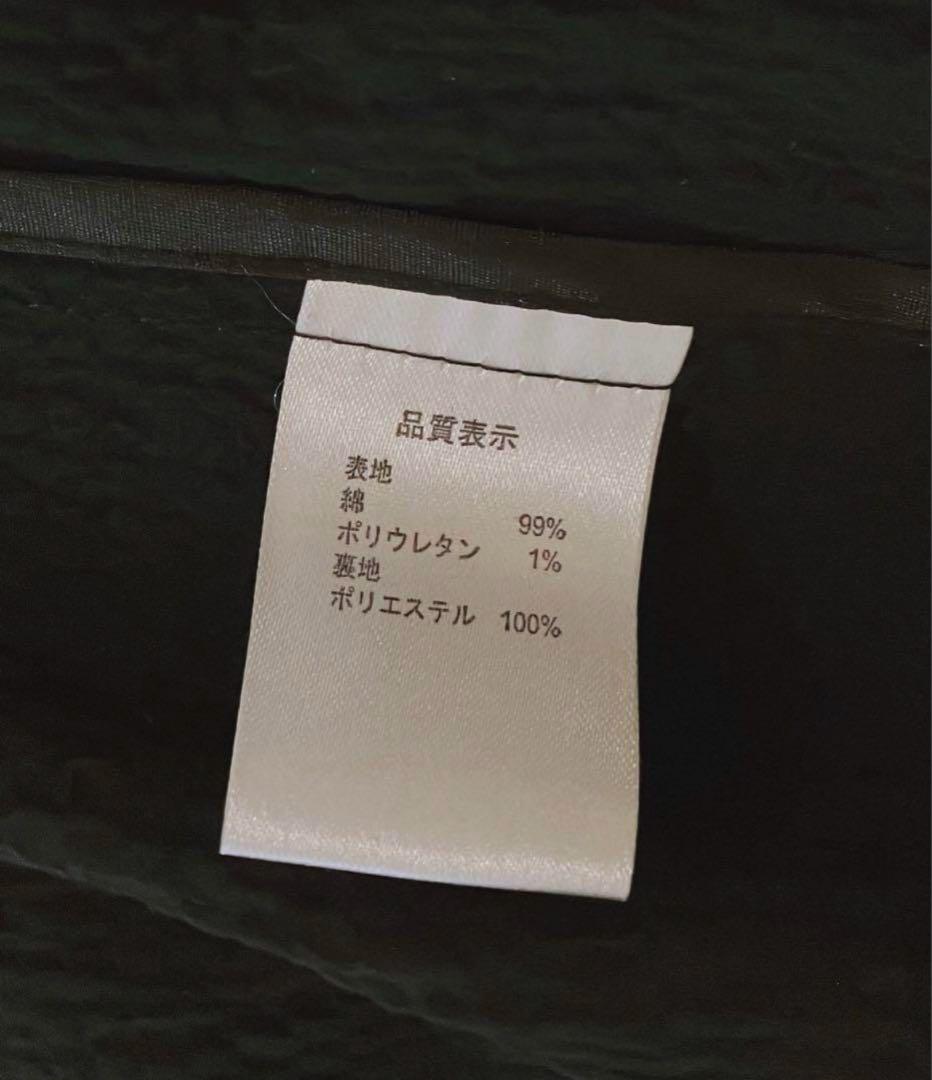 品質表示
表地
綿 99%
ポリウレタン 1%
裏地
ポリエステル 100%